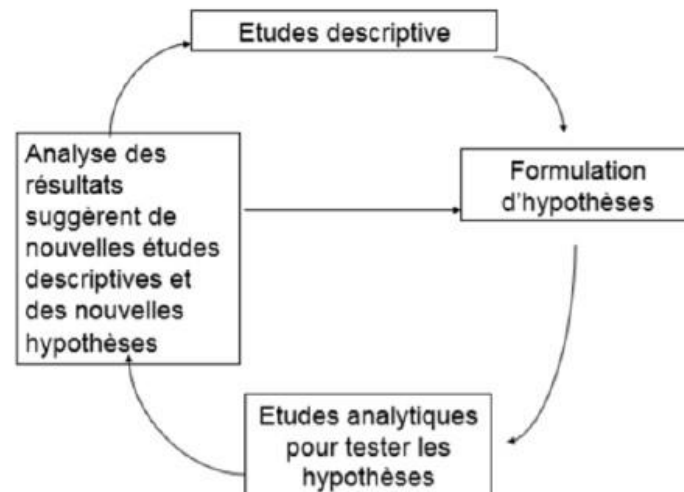 Etudes descriptive
Formulation
d'hypothèses
Etudes analytiques
pour tester les
hypothèses
Analyse des
résultats
suggèrent de
nouvelles études
descriptives et
des nouvelles
hypothèses